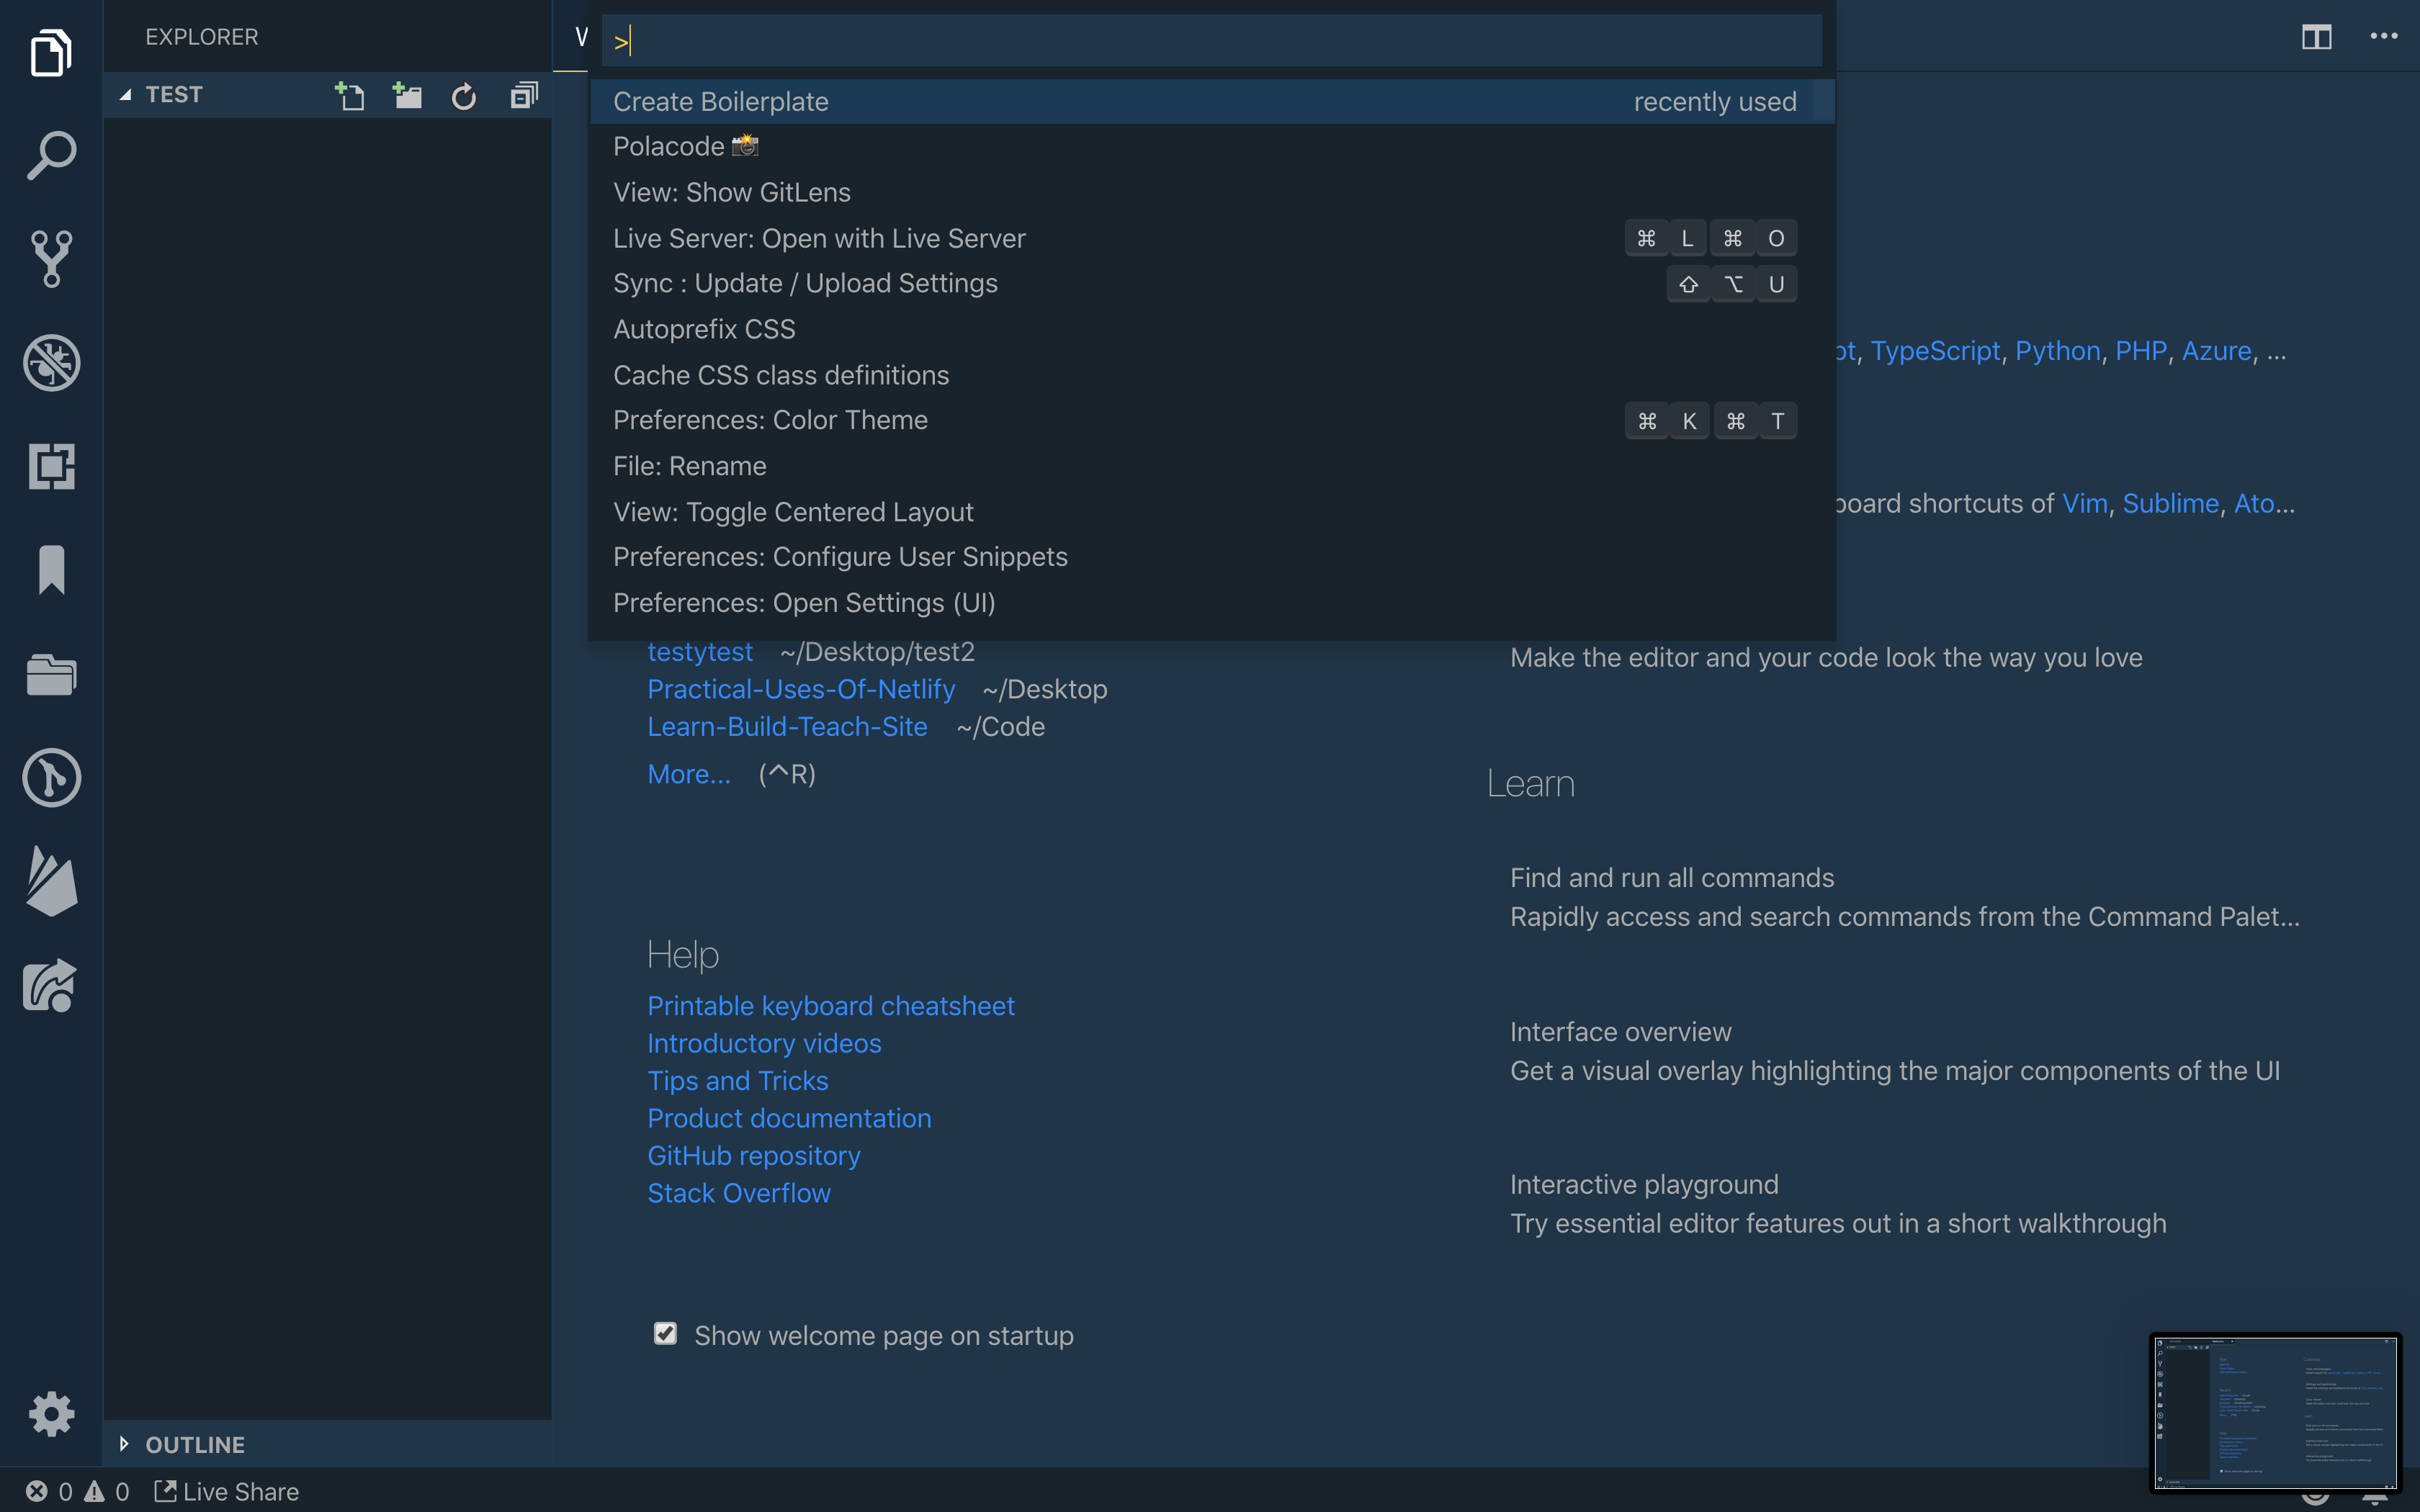 EXPLORER
TEST
W
>
Create Boilerplate recently used
Polacode 📸
View: Show GitLens
Live Server: Open with Live Server ⌘ L ⌘ O
Sync : Update / Upload Settings ⇧ ⌥ U
Autoprefix CSS
Cache CSS class definitions
Preferences: Color Theme ⌘ K ⌘ T
File: Rename
View: Toggle Centered Layout
Preferences: Configure User Snippets
Preferences: Open Settings (UI)
testytest ~/Desktop/test2
Practical-Uses-Of-Netlify ~/Desktop
Learn-Build-Teach-Site ~/Code
More... (^R)
Help
Printable keyboard cheatsheet
Introductory videos
Tips and Tricks
Product documentation
GitHub repository
Stack Overflow
Show welcome page on startup
pt, TypeScript, Python, PHP, Azure, ...
board shortcuts of Vim, Sublime, Ato...
Make the editor and your code look the way you love
Learn
Find and run all commands
Rapidly access and search commands from the Command Palet...
Interface overview
Get a visual overlay highlighting the major components of the UI
Interactive playground
Try essential editor features out in a short walkthrough
OUTLINE
0 0 Live Share